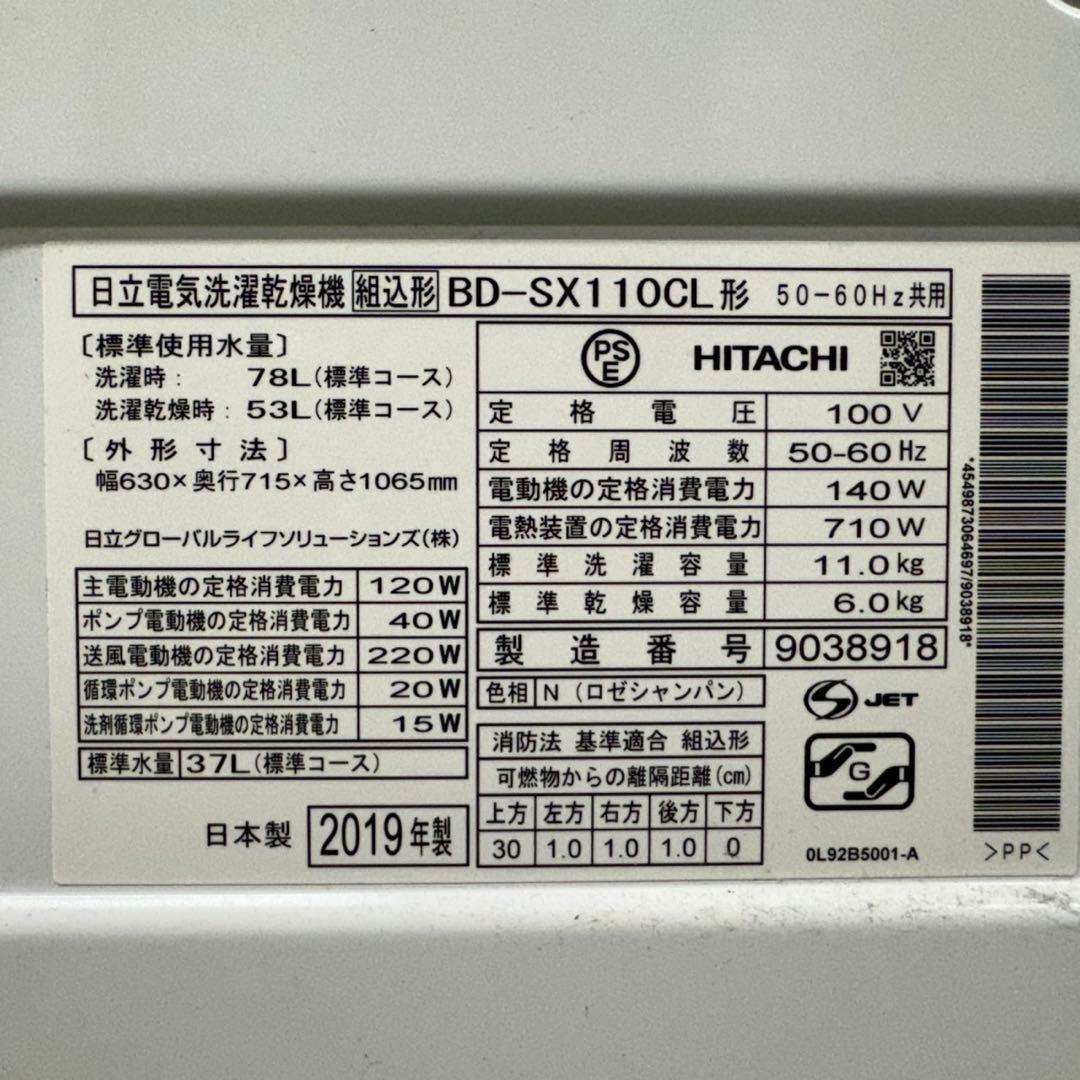 日立電気洗濯乾燥機 組込形 BD-SX110CL形 50-60Hz共用
〔標準使用水量〕
洗濯時: 78L(標準コース)
洗濯乾燥時: 53L(標準コース)
〔外形寸法〕
幅630×奥行715×高さ1065mm
日立グローバルライフソリューションズ(株)
主電動機の定格消費電力 120W
ポンプ電動機の定格消費電力 40W
送風電動機の定格消費電力 220W
循環ポンプ電動機の定格消費電力 20W
洗剤循環ポンプ電動機の定格消費電力 15W
標準水量 37L(標準コース)
日本製 2019年製
PSE HITACHI
定格電圧 100V
定格周波数 50-60Hz
電動機の定格消費電力 140W
電熱装置の定格消費電力 710W
標準洗濯容量 11.0kg
標準乾燥容量 6.0kg
製造番号 9038918
色相 N(ロゼシャンパン)
消防法 基準適合 組込形
可燃物からの離隔距離(cm)
上方 左方 右方 後方 下方
30 1.0 1.0 1.0 0
S JET
G
0L92B5001-A
*4549873064697/9038918*
>PP<